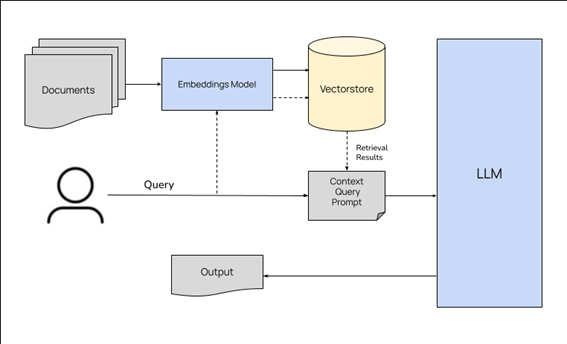 Documents
Embeddings Model
Vectorstore
Retrieval
Results
Query
Context
Query
Prompt
LLM
Output